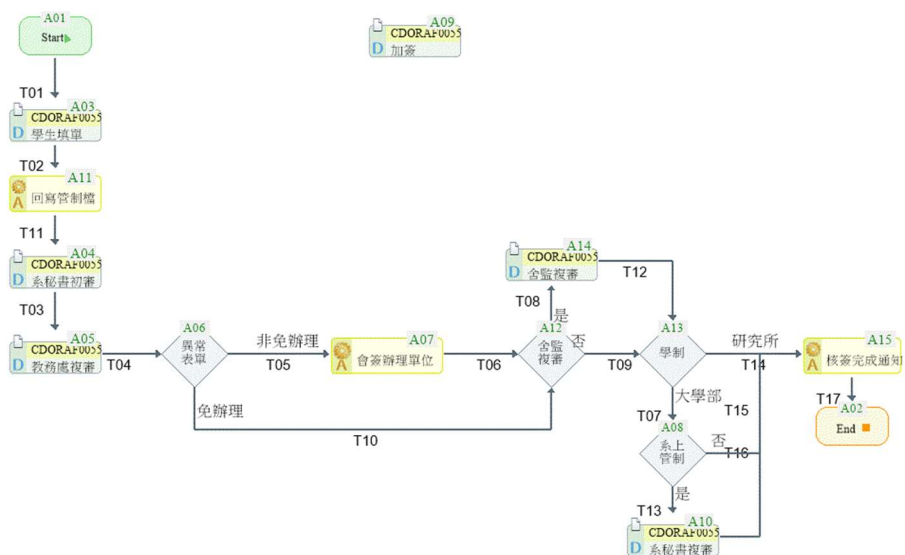 A01
Start
T01
A03
CDORAF0055
學生填單
T02
A11
回寫管制檔
T11
A04
CDORAF0055
系秘書初審
T03
A05
CDORAF0055
教務處複審
T04
A06
異常
表單
非免辦理
T05
免辦理
T10
A07
會簽辦理單位
T06
A09
CDORAF0055
加簽
A12
舍監
複審
是
T08
A14
CDORAF0055
舍監複審
T12
否
T09
A13
學制
研究所
T14
大學部
T07
A08
系上
管制
否
T15
T16
是
T13
A10
CDORAF0055
系秘書複審
A15
核簽完成通知
T17
A02
End